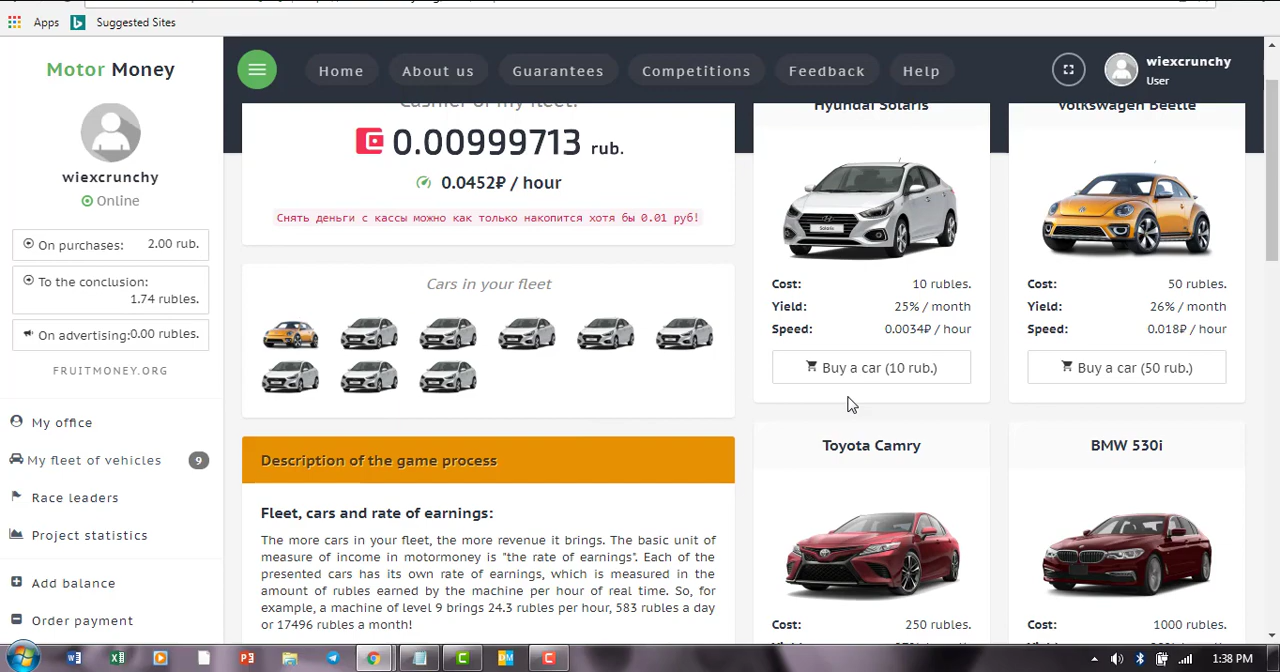 Apps
Suggested Sites
Motor Money
Home
About us
Guarantees
Competitions
Feedback
Help
wiexcrunchy
User
wiexcrunchy
Online
On purchases: 2.00 rub.
To the conclusion:
1.74 rubles.
On advertising: 0.00 rubles.
FRUITMONEY.ORG
My office
My fleet of vehicles 9
Race leaders
Project statistics
Add balance
Order payment
Cashier of my fleet:
0.00999713 rub.
0.0452₽ / hour
Снять деньги с кассы можно как только накопится хотя бы 0.01 руб!
Cars in your fleet
Description of the game process
Fleet, cars and rate of earnings:
The more cars in your fleet, the more revenue it brings. The basic unit of
measure of income in motormoney is "the rate of earnings". Each of the
presented cars has its own rate of earnings, which is measured in the
amount of rubles earned by the machine per hour of real time. So, for
example, a machine of level 9 brings 24.3 rubles per hour, 583 rubles a day
or 17496 rubles a month!
Hyundai Solaris
Solaris
Cost: 10 rubles.
Yield: 25% / month
Speed: 0.0034₽ / hour
Buy a car (10 rub.)
Volkswagen Beetle
Cost: 50 rubles.
Yield: 26% / month
Speed: 0.018₽ / hour
Buy a car (50 rub.)
Toyota Camry
Cost: 250 rubles.
BMW 530i
Cost: 1000 rubles.
1:38 PM